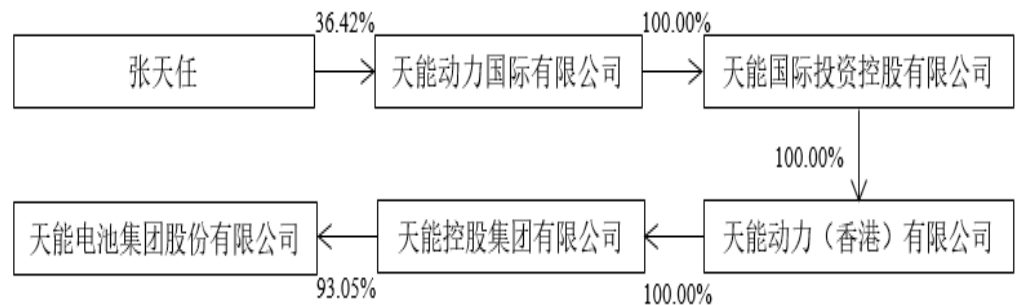 36.42%
100.00%
张天任
天能动力国际有限公司
天能国际投资控股有限公司
100.00%
天能电池集团股份有限公司
天能控股集团有限公司
天能动力（香港）有限公司
93.05%
100.00%